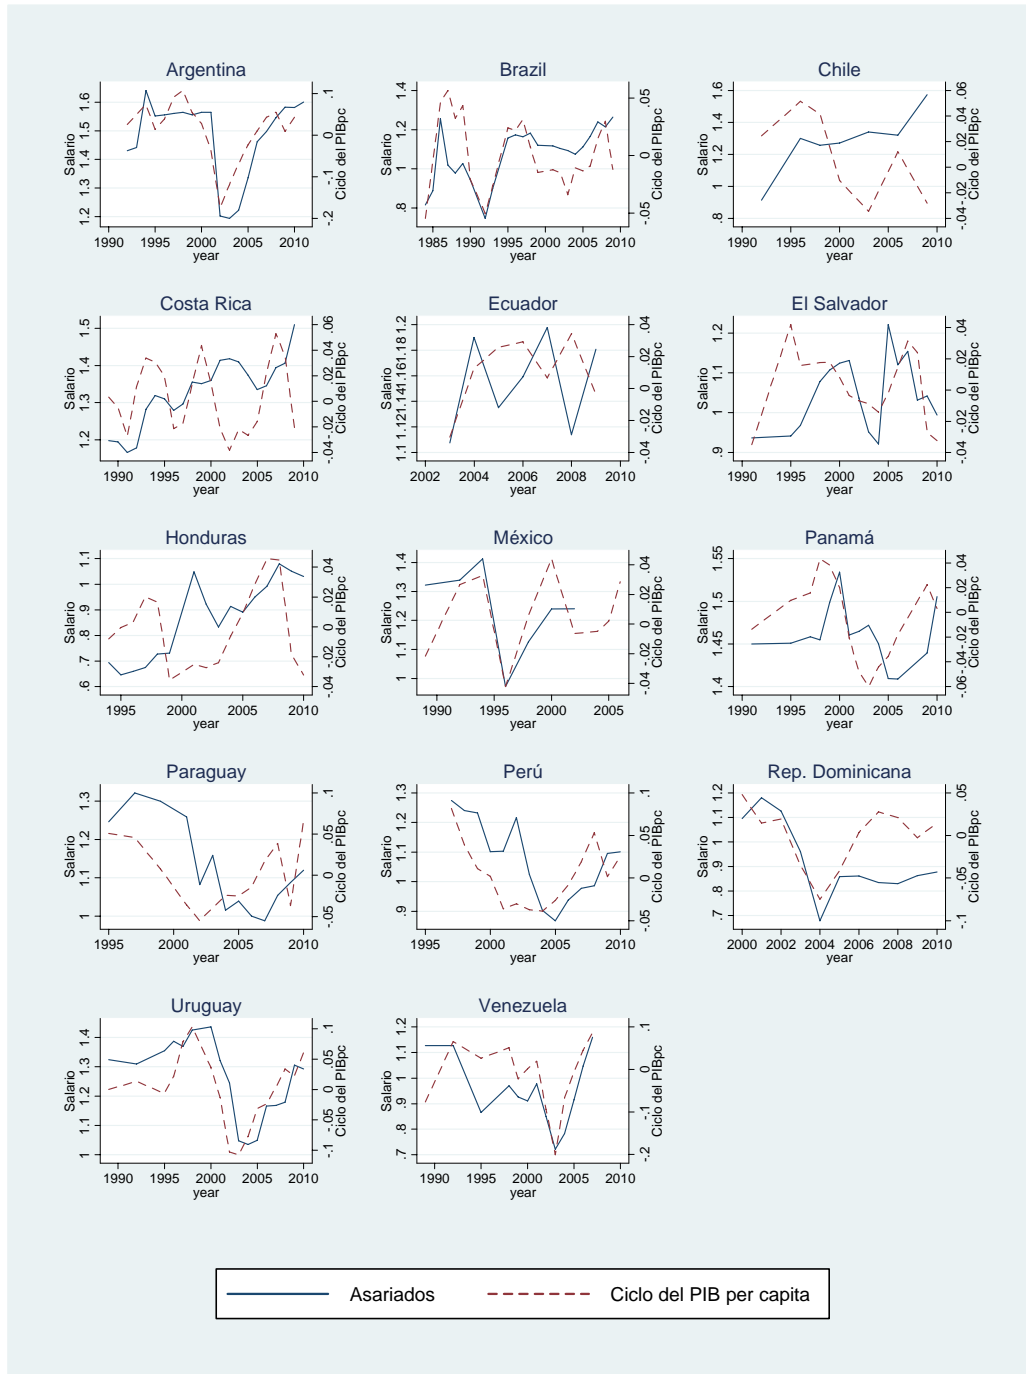 Argentina
Salario
1.2 1.3 1.4 1.5 1.6
-.2 -.1 0 .1
Ciclo del PIBpc
1990 1995 2000 2005 2010
year
Brazil
Salario
.8 1 1.2 1.4
-.05 0 .05
Ciclo del PIBpc
1985 1990 1995 2000 2005 2010
year
Chile
Salario
.8 1 1.2 1.4 1.6
-.04 -.02 0 .02 .04 .06
Ciclo del PIBpc
1990 1995 2000 2005 2010
year
Costa Rica
Salario
1.2 1.3 1.4 1.5
-.04 -.02 0 .02 .04 .06
Ciclo del PIBpc
1990 1995 2000 2005 2010
year
Ecuador
Salario
1.1 1.12 1.14 1.16 1.18 1.2
-.04 -.02 0 .02 .04
Ciclo del PIBpc
2002 2004 2006 2008 2010
year
El Salvador
Salario
.9 1 1.1 1.2
-.04 -.02 0 .02 .04
Ciclo del PIBpc
1990 1995 2000 2005 2010
year
Honduras
Salario
.6 .7 .8 .9 1 1.1
-.04 -.02 0 .02 .04
Ciclo del PIBpc
1995 2000 2005 2010
year
México
Salario
1 1.1 1.2 1.3 1.4
-.04 -.02 0 .02 .04
Ciclo del PIBpc
1990 1995 2000 2005
year
Panamá
Salario
1.4 1.45 1.5 1.55
-.06 -.04 -.02 0 .02 .04
Ciclo del PIBpc
1990 1995 2000 2005 2010
year
Paraguay
Salario
1 1.1 1.2 1.3
-.05 0 .05 .1
Ciclo del PIBpc
1995 2000 2005 2010
year
Perú
Salario
.9 1 1.1 1.2 1.3
-.05 0 .05 .1
Ciclo del PIBpc
1995 2000 2005 2010
year
Rep. Dominicana
Salario
.7 .8 .9 1 1.1 1.2
-.1 -.05 0 .05
Ciclo del PIBpc
2000 2002 2004 2006 2008 2010
year
Uruguay
Salario
1 1.1 1.2 1.3 1.4
-.1 -.05 0 .05 .1
Ciclo del PIBpc
1990 1995 2000 2005 2010
year
Venezuela
Salario
.7 .8 .9 1 1.1 1.2
-.2 -.1 0 .1
Ciclo del PIBpc
1990 1995 2000 2005 2010
year
Asariados Ciclo del PIB per capita